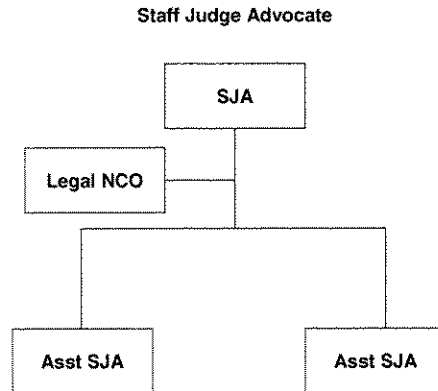 Staff Judge Advocate
SJA
Legal NCO
Asst SJA
Asst SJA